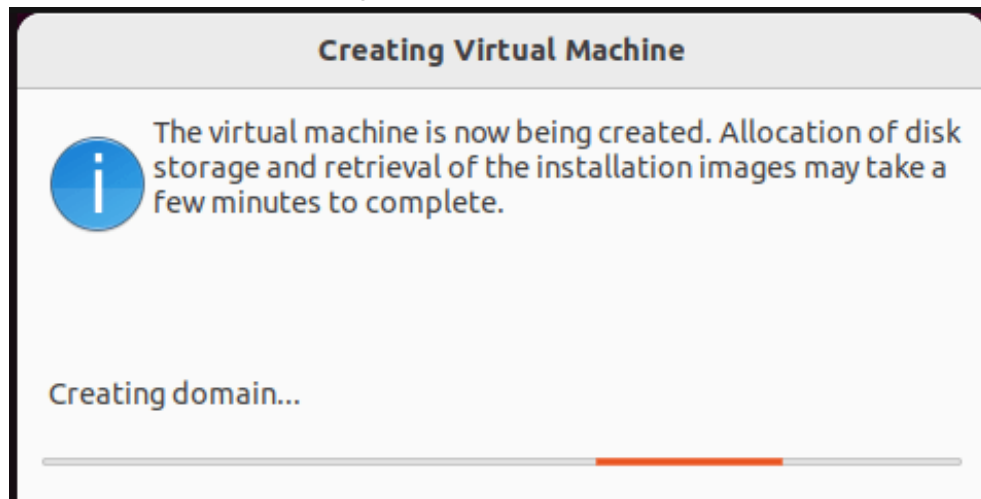 Creating Virtual Machine
The virtual machine is now being created. Allocation of disk
storage and retrieval of the installation images may take a
few minutes to complete.
Creating domain...